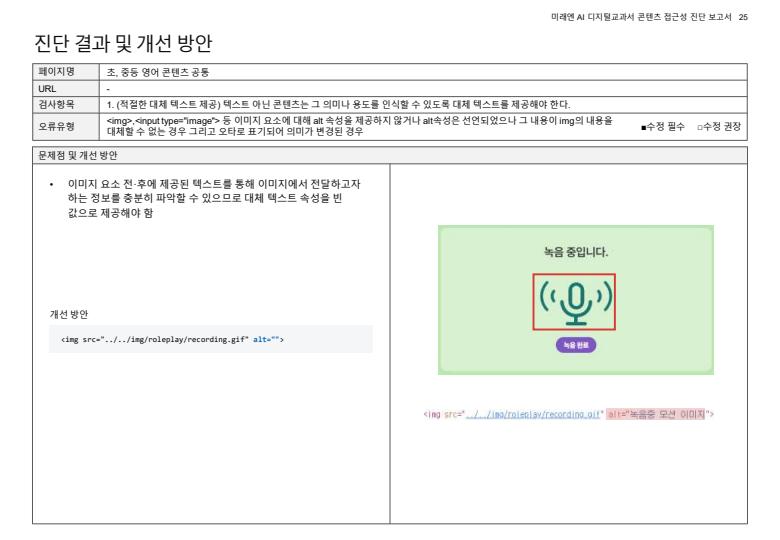 미래엔 AI 디지털교과서 콘텐츠 접근성 진단 보고서 25
진단 결과 및 개선 방안
페이지명 초, 중등 영어 콘텐츠 공통
URL -
검사항목 1. (적절한 대체 텍스트 제공) 텍스트 아닌 콘텐츠는 그 의미나 용도를 인식할 수 있도록 대체 텍스트를 제공해야 한다.
오류유형 <img>,<input type="image"> 등 이미지 요소에 대해 alt 속성을 제공하지 않거나 alt속성은 선언되었으나 그 내용이 img의 내용을
대체할 수 없는 경우 그리고 오타로 표기되어 의미가 변경된 경우
■수정 필수 □수정 권장
문제점 및 개선 방안
• 이미지 요소 전·후에 제공된 텍스트를 통해 이미지에서 전달하고자
하는 정보를 충분히 파악할 수 있으므로 대체 텍스트 속성을 빈
값으로 제공해야 함
개선 방안
<img src="../../img/roleplay/recording.gif" alt="">
녹음 중입니다.
녹음 완료
<img src="../../img/roleplay/recording.gif" alt="녹음중 모션 이미지">